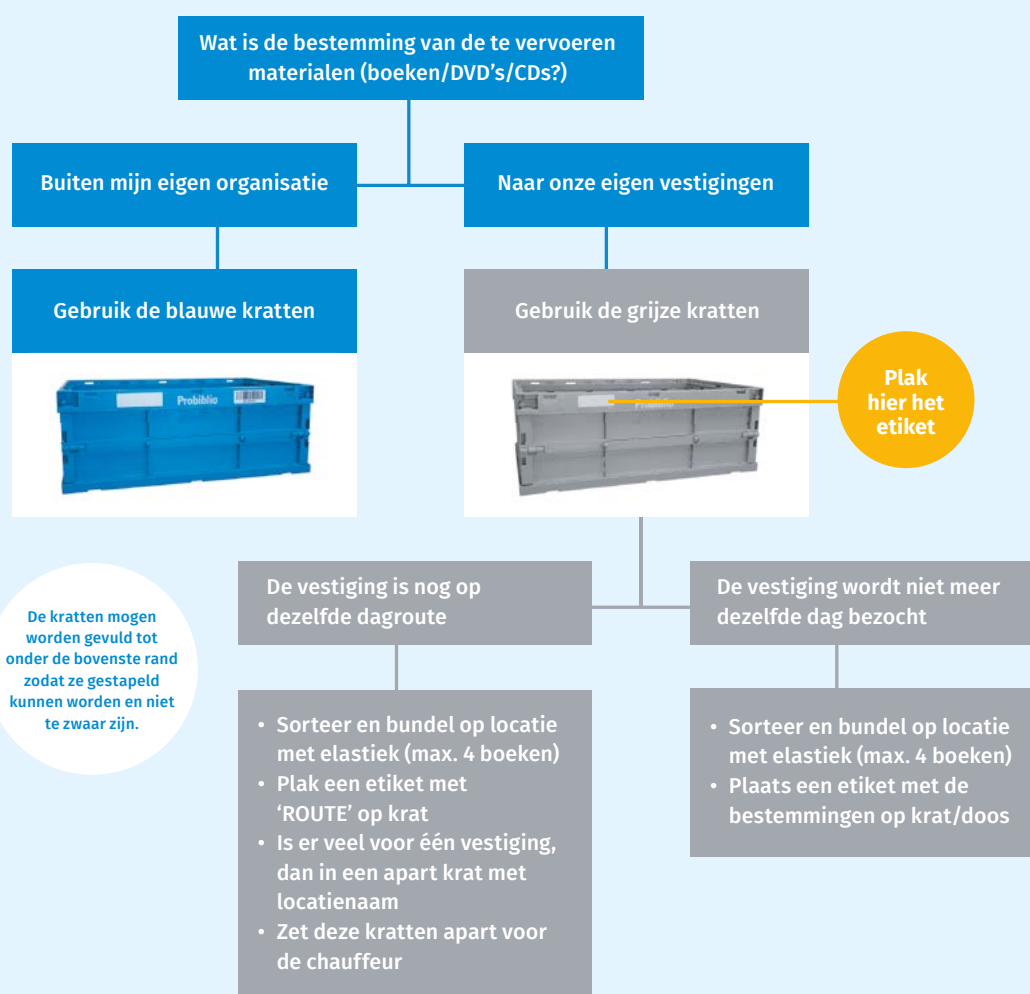 Wat is de bestemming van de te vervoeren
materialen (boeken/DVD’s/CDs?)
Buiten mijn eigen organisatie
Naar onze eigen vestigingen
Gebruik de blauwe kratten
Gebruik de grijze kratten
Probiblio
Probiblio
Plak
hier het
etiket
De kratten mogen
worden gevuld tot
onder de bovenste rand
zodat ze gestapeld
kunnen worden en niet
te zwaar zijn.
De vestiging is nog op
dezelfde dagroute
De vestiging wordt niet meer
dezelfde dag bezocht
• Sorteer en bundel op locatie
met elastiek (max. 4 boeken)
• Plak een etiket met
‘ROUTE’ op krat
• Is er veel voor één vestiging,
dan in een apart krat met
locatienaam
• Zet deze kratten apart voor
de chauffeur
• Sorteer en bundel op locatie
met elastiek (max. 4 boeken)
• Plaats een etiket met de
bestemmingen op krat/doos